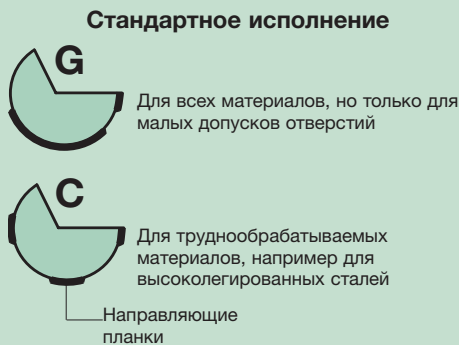 Стандартное исполнение
G
Для всех материалов, но только для
малых допусков отверстий
C
Для труднообрабатываемых
материалов, например для
высоколегированных сталей
Направляющие
планки